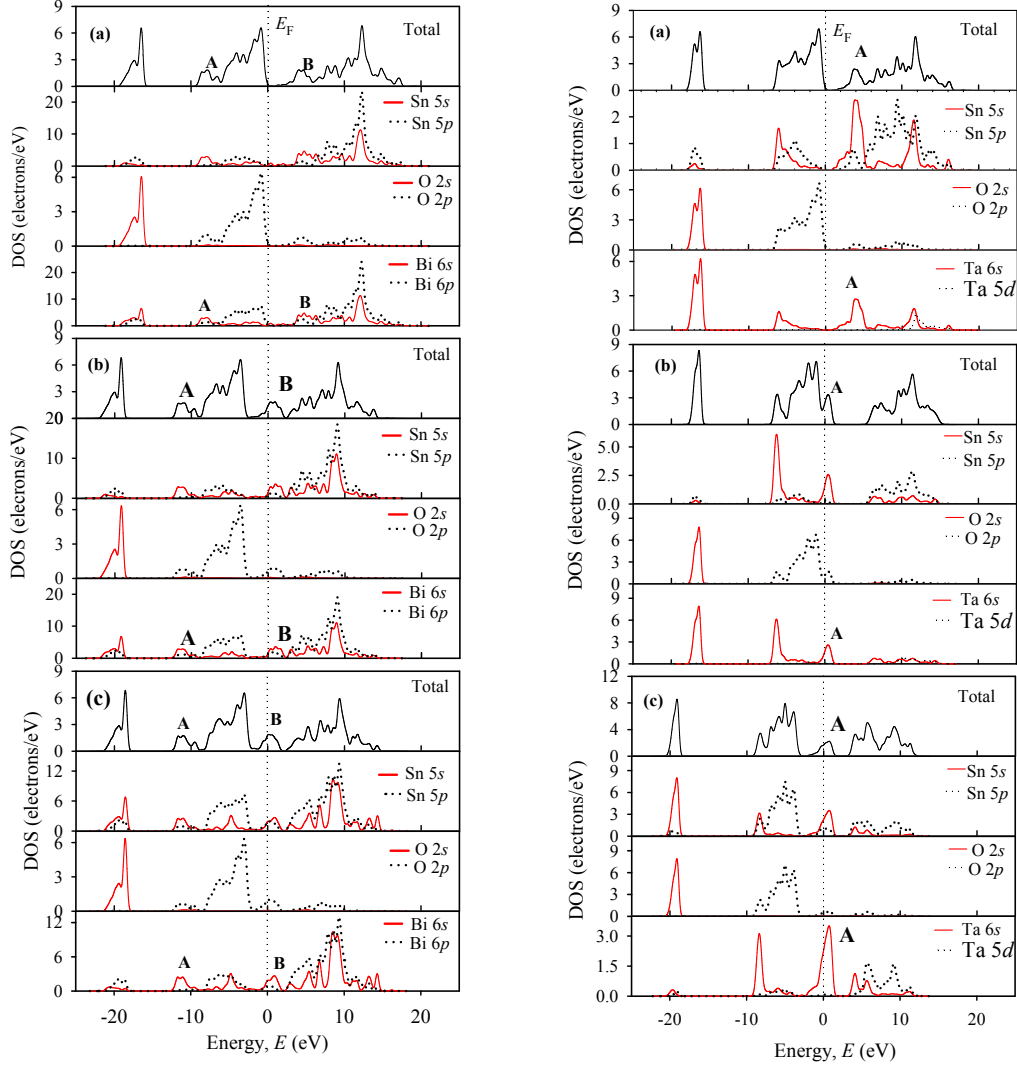 9
6
3
0
(a)
A
B
E_F
Total
20
10
0
Sn 5s
Sn 5p
6
3
0
O 2s
O 2p
20
10
0
A
B
Bi 6s
Bi 6p
DOS (electrons/eV)
9
6
3
20
(b)
A
B
Total
10
0
Sn 5s
Sn 5p
6
3
0
O 2s
O 2p
20
10
0
A
B
Bi 6s
Bi 6p
DOS (elecrons/eV)
9
6
3
0
(c)
A
B
Total
12
6
0
Sn 5s
Sn 5p
6
3
0
O 2s
O 2p
12
6
0
A
B
Bi 6s
Bi 6p
DOS (electrons/eV)
-20
-10
0
10
20
Energy, E (eV)
9
6
3
0
(a)
E_F
A
Total
2
1
0
Sn 5s
Sn 5p
6
3
0
O 2s
O 2p
6
3
0
A
Ta 6s
Ta 5d
DOS (electrons/eV)
9
6
3
0
(b)
A
Total
5.0
2.5
0.0
Sn 5s
Sn 5p
9
6
3
0
O 2s
O 2p
9
6
3
0
A
Ta 6s
Ta 5d
DOS (electrons/eV)
12
8
4
0
(c)
A
Total
9
6
3
0
Sn 5s
Sn 5p
9
6
3
0
O 2s
O 2p
3.0
1.5
0.0
A
Ta 6s
Ta 5d
DOS (electrons/eV)
-20
-10
0
10
20
Energy, E (eV)